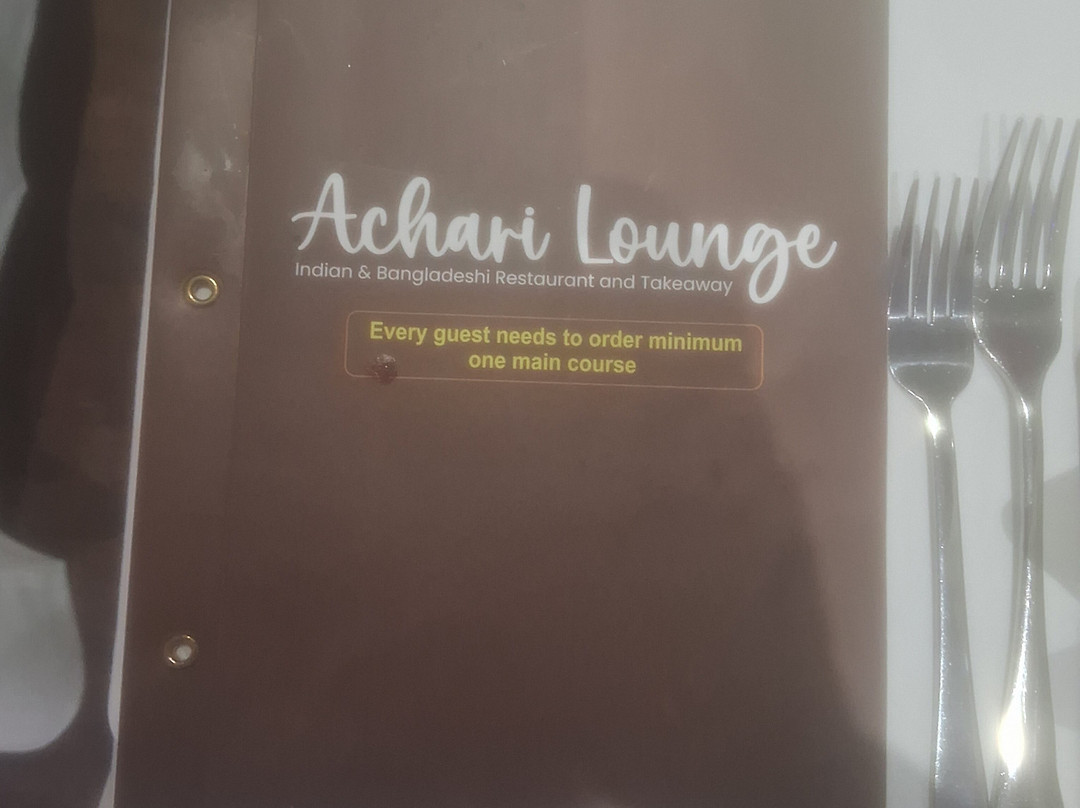 Achari Lounge
Indian & Bangladeshi Restaurant and Takeaway
Every guest needs to order minimum
one main course